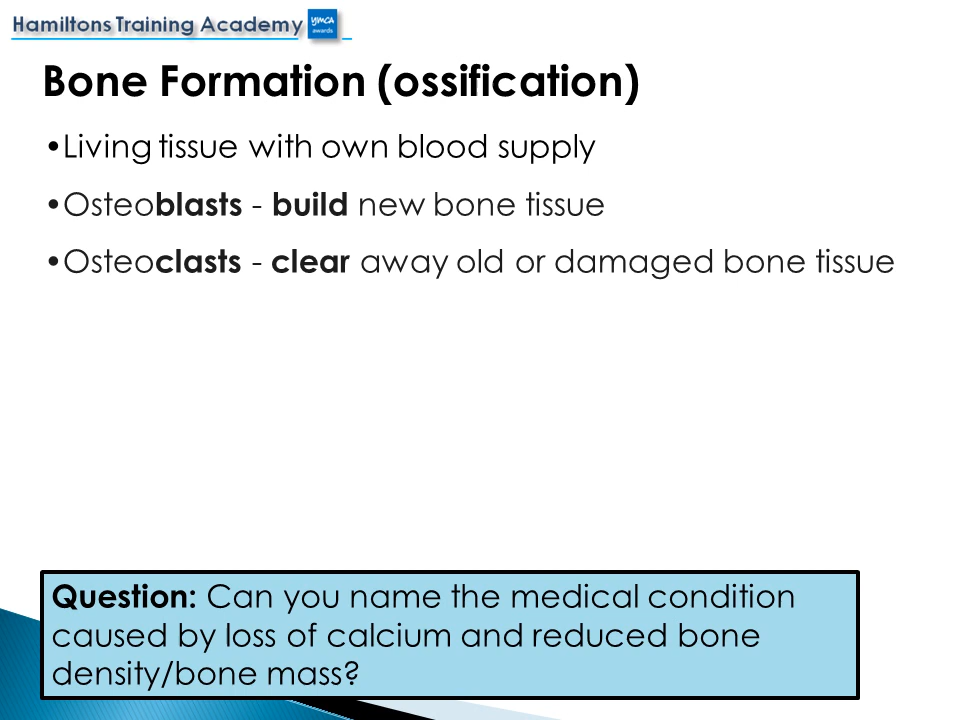 Hamiltons Training Academy
YMCA
awards
Bone Formation (ossification)
•Living tissue with own blood supply
•Osteoblasts - build new bone tissue
•Osteoclasts - clear away old or damaged bone tissue
Question: Can you name the medical condition
caused by loss of calcium and reduced bone
density/bone mass?